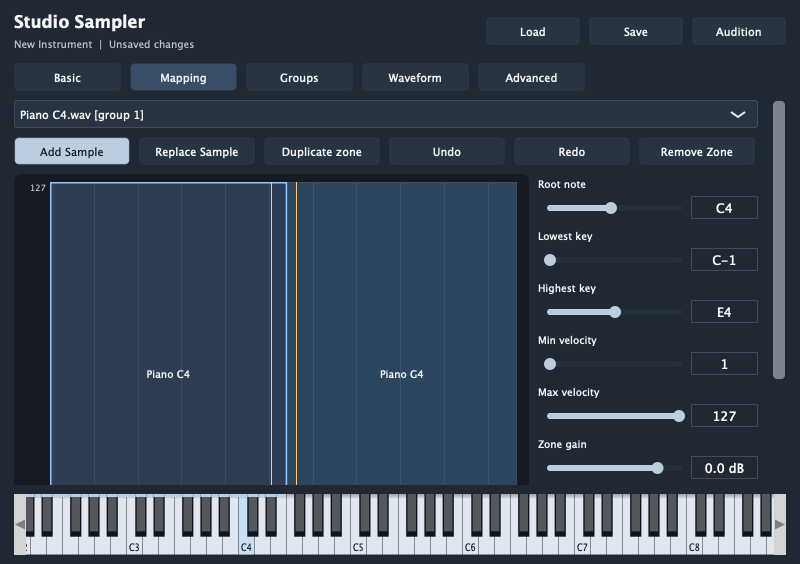 Studio Sampler
New Instrument | Unsaved changes
Load
Save
Audition
Basic
Mapping
Groups
Waveform
Advanced
Piano C4.wav [group 1]
Add Sample
Replace Sample
Duplicate zone
Undo
Redo
Remove Zone
127
Piano C4
Piano G4
Root note
C4
Lowest key
C-1
Highest key
E4
Min velocity
1
Max velocity
127
Zone gain
0.0 dB
C3
C4
C5
C6
C7
C8